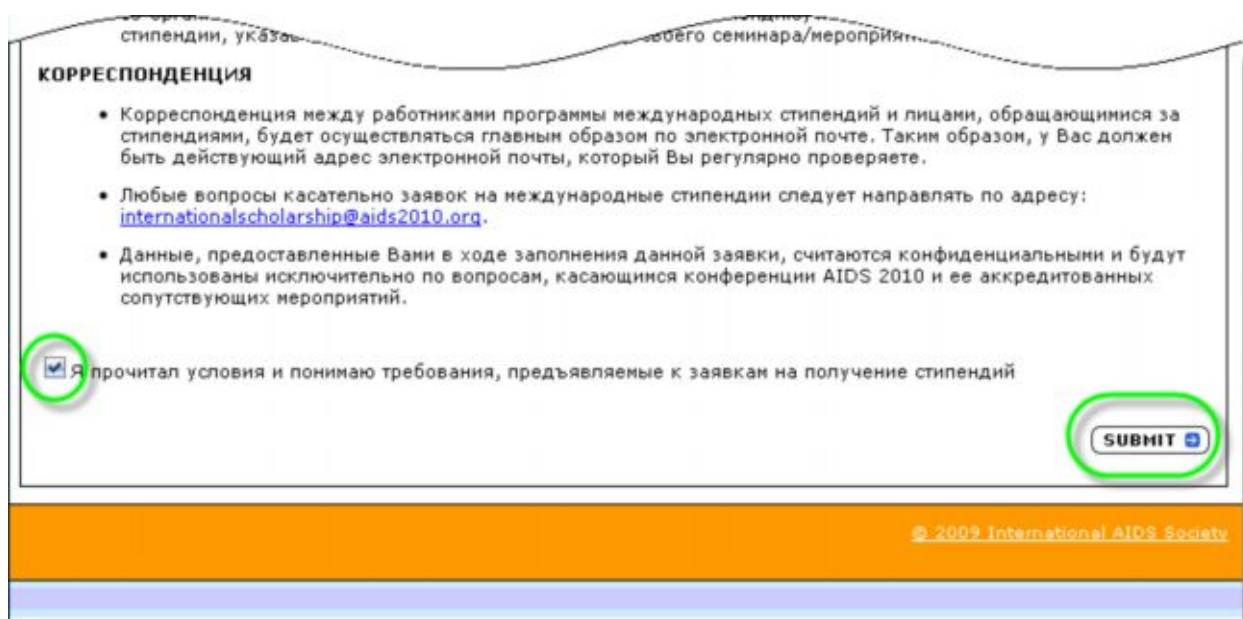 стипендии,
своего семинара/мероприя
КОРРЕСПОНДЕНЦИЯ
• Корреспонденция между работниками программы международных стипендий и лицами, обращающимися за
стипендиями, будет осуществляться главным образом по электронной почте. Таким образом, у Вас должен
быть действующий адрес электронной почты, который Вы регулярно проверяете.
• Любые вопросы касательно заявок на международные стипендии следует направлять по адресу:
internationalscholarship@aids2010.org.
• Данные, предоставленные Вами в ходе заполнения данной заявки, считаются конфиденциальными и будут
использованы исключительно по вопросам, касающимся конференции AIDS 2010 и ее аккредитованных
сопутствующих мероприятий.
Я прочитал условия и понимаю требования, предъявляемые к заявкам на получение стипендий
SUBMIT
© 2009 International AIDS Society